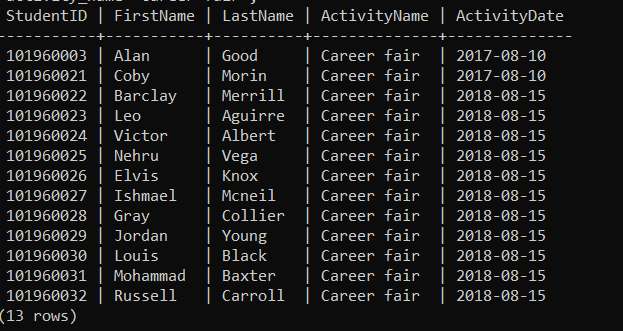 StudentID | FirstName | LastName | ActivityName | ActivityDate
----------+-----------+----------+--------------+--------------
101960003 | Alan | Good | Career fair | 2017-08-10
101960021 | Coby | Morin | Career fair | 2017-08-10
101960022 | Barclay | Merrill | Career fair | 2018-08-15
101960023 | Leo | Aguirre | Career fair | 2018-08-15
101960024 | Victor | Albert | Career fair | 2018-08-15
101960025 | Nehru | Vega | Career fair | 2018-08-15
101960026 | Elvis | Knox | Career fair | 2018-08-15
101960027 | Ishmael | Mcneil | Career fair | 2018-08-15
101960028 | Gray | Collier | Career fair | 2018-08-15
101960029 | Jordan | Young | Career fair | 2018-08-15
101960030 | Louis | Black | Career fair | 2018-08-15
101960031 | Mohammad | Baxter | Career fair | 2018-08-15
101960032 | Russell | Carroll | Career fair | 2018-08-15
(13 rows)